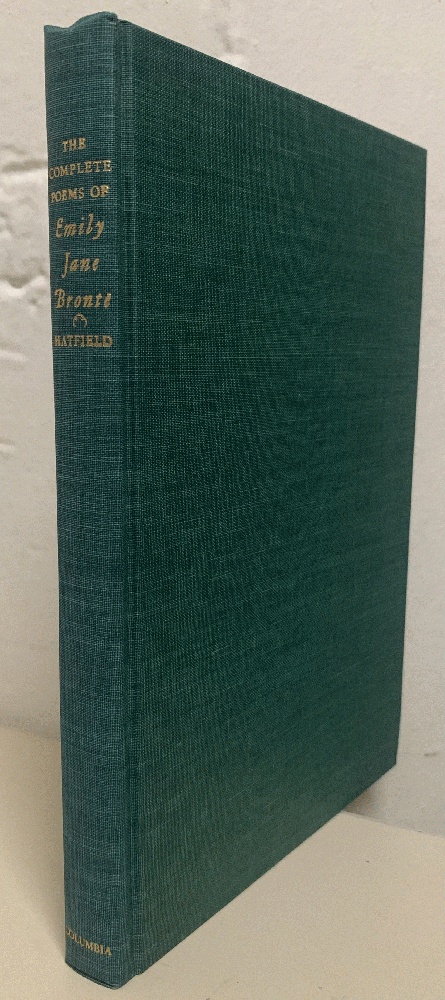 THE
COMPLETE
POEMS OF
Emily
Jane
Bronte
HATFIELD
COLUMBIA